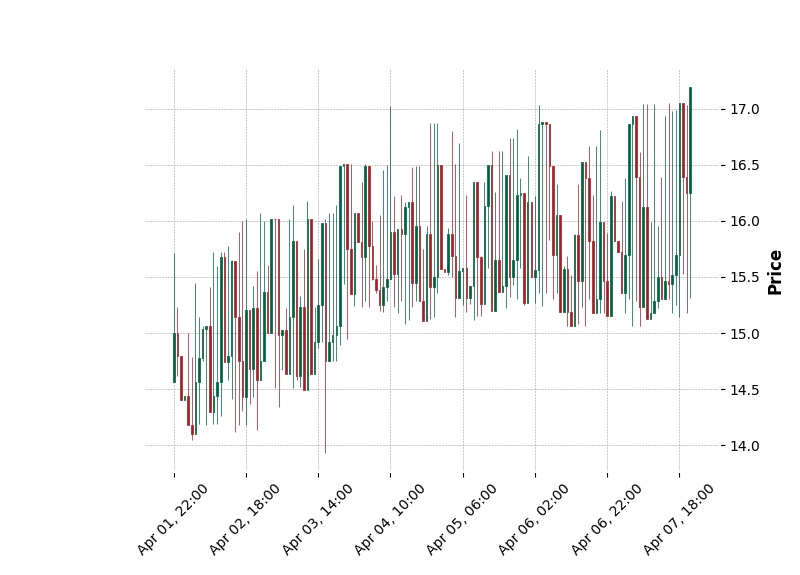 17.0
16.5
16.0
15.5
15.0
14.5
14.0
Price
Apr 01, 22:00
Apr 02, 18:00
Apr 03, 14:00
Apr 04, 10:00
Apr 05, 06:00
Apr 06, 02:00
Apr 06, 22:00
Apr 07, 18:00